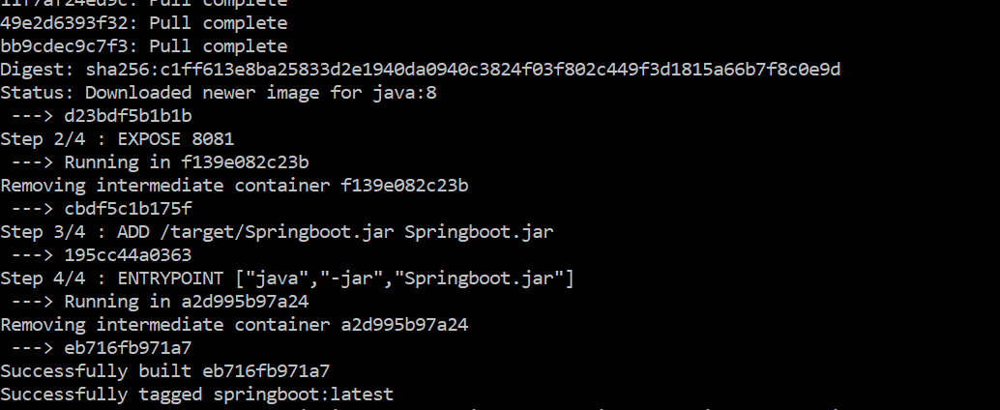 11f7af24ed9c: Pull complete
49e2d6393f32: Pull complete
bb9cdec9c7f3: Pull complete
Digest: sha256:c1ff613e8ba25833d2e1940da0940c3824f03f802c449f3d1815a66b7f8c0e9d
Status: Downloaded newer image for java:8
---> d23bdf5b1b1b
Step 2/4 : EXPOSE 8081
---> Running in f139e082c23b
Removing intermediate container f139e082c23b
---> cbdf5c1b175f
Step 3/4 : ADD /target/Springboot.jar Springboot.jar
---> 195cc44a0363
Step 4/4 : ENTRYPOINT ["java","-jar","Springboot.jar"]
---> Running in a2d995b97a24
Removing intermediate container a2d995b97a24
---> eb716fb971a7
Successfully built eb716fb971a7
Successfully tagged springboot:latest